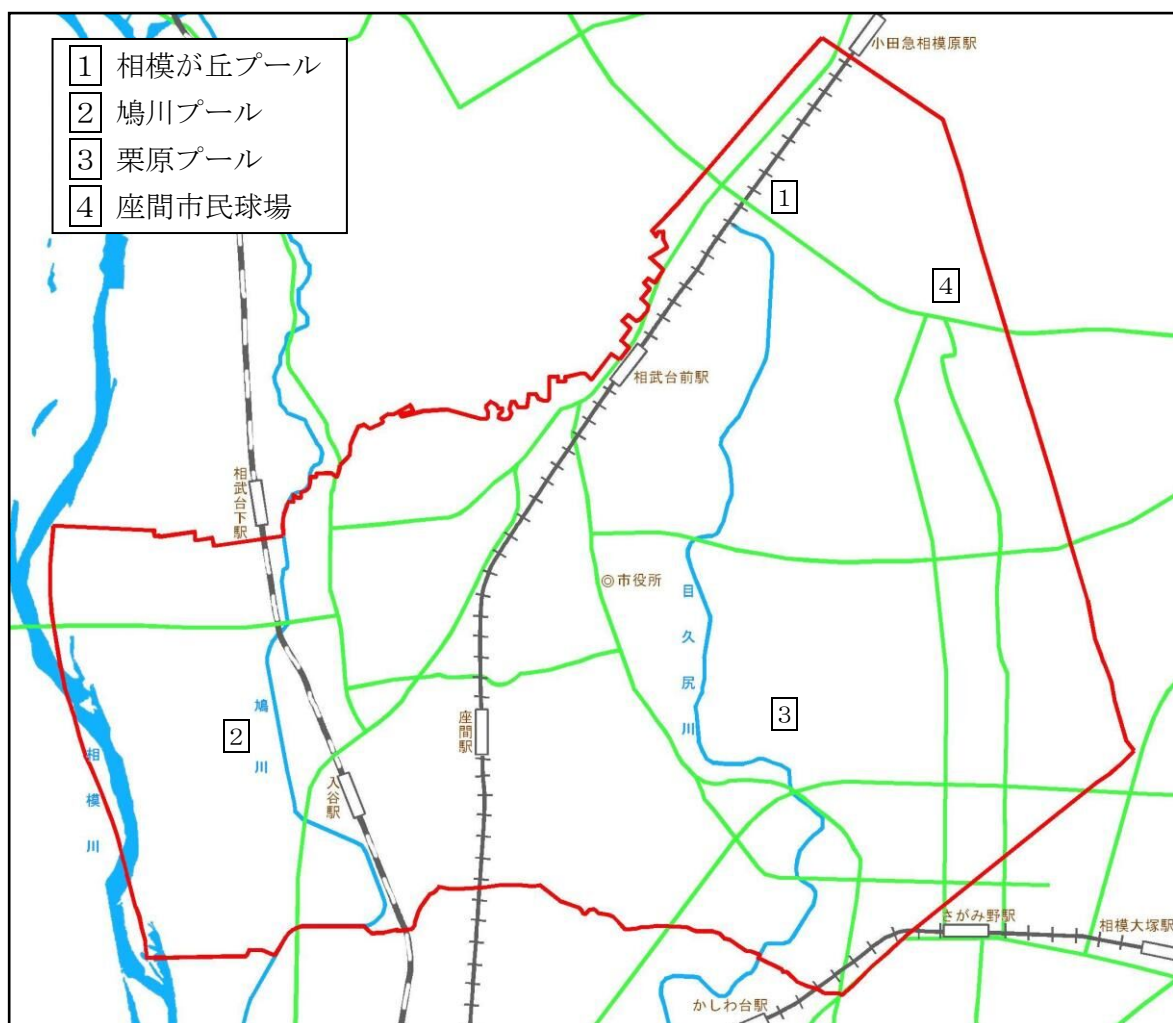 1 相模が丘プール
2 鳩川プール
3 栗原プール
4 座間市民球場
小田急相模原駅
1
4
相武台前駅
相武台下駅
◎市役所
目久尻川
鳩川
2
座間駅
3
相模川
入谷駅
さがみ野駅
相模大塚駅
かしわ台駅